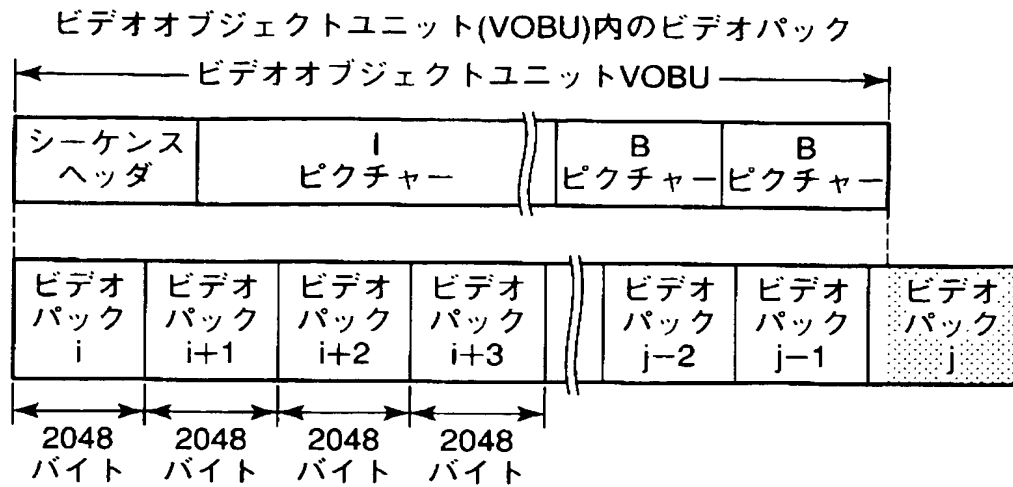 ビデオオブジェクトユニット(VOBU)内のビデオパック
ビデオオブジェクトユニットVOBU
シーケンス
ヘッダ
I
ピクチャー
B
ピクチャー
B
ピクチャー
ビデオ
パック
i
ビデオ
パック
i+1
ビデオ
パック
i+2
ビデオ
パック
i+3
ビデオ
パック
j−2
ビデオ
パック
j−1
ビデオ
パック
j
2048
バイト
2048
バイト
2048
バイト
2048
バイト